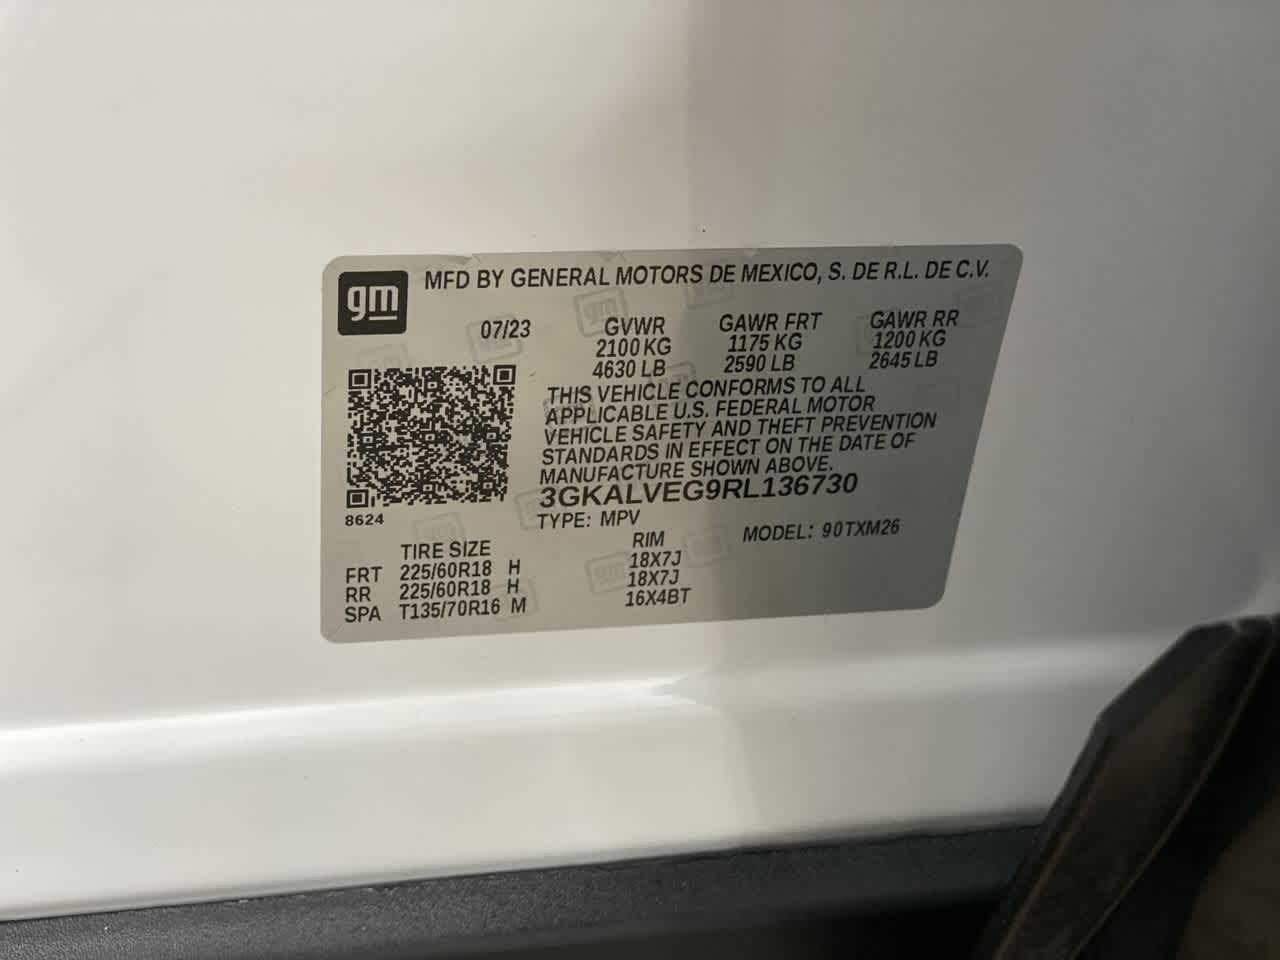 gm
MFD BY GENERAL MOTORS DE MEXICO, S. DE R.L. DE C.V.
07/23 GVWR GAWR FRT GAWR RR
2100 KG 1175 KG 1200 KG
4630 LB 2590 LB 2645 LB
THIS VEHICLE CONFORMS TO ALL
APPLICABLE U.S. FEDERAL MOTOR
VEHICLE SAFETY AND THEFT PREVENTION
STANDARDS IN EFFECT ON THE DATE OF
MANUFACTURE SHOWN ABOVE.
3GKALVEG9RL136730
8624
TYPE: MPV MODEL: 90TXM26
TIRE SIZE RIM
FRT 225/60R18 H 18X7J
RR 225/60R18 H 18X7J
SPA T135/70R16 M 16X4BT